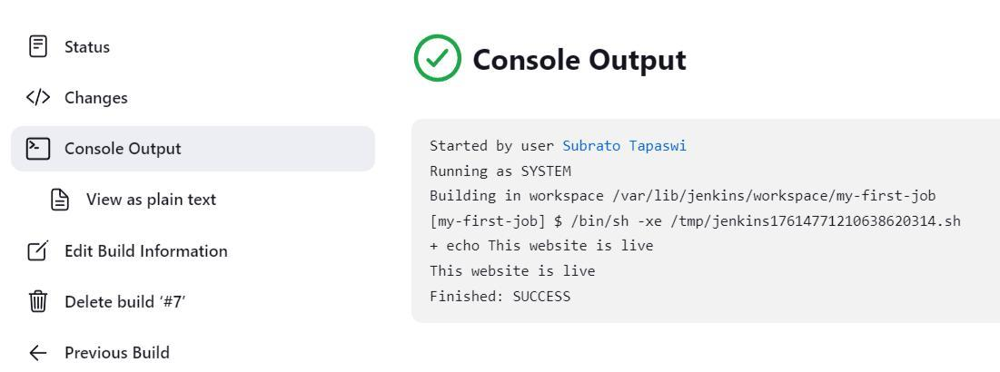 Status
Changes
Console Output
View as plain text
Edit Build Information
Delete build ‘#7’
Previous Build
Console Output
Started by user Subrato Tapaswi
Running as SYSTEM
Building in workspace /var/lib/jenkins/workspace/my-first-job
[my-first-job] $ /bin/sh -xe /tmp/jenkins17614771210638620314.sh
+ echo This website is live
This website is live
Finished: SUCCESS